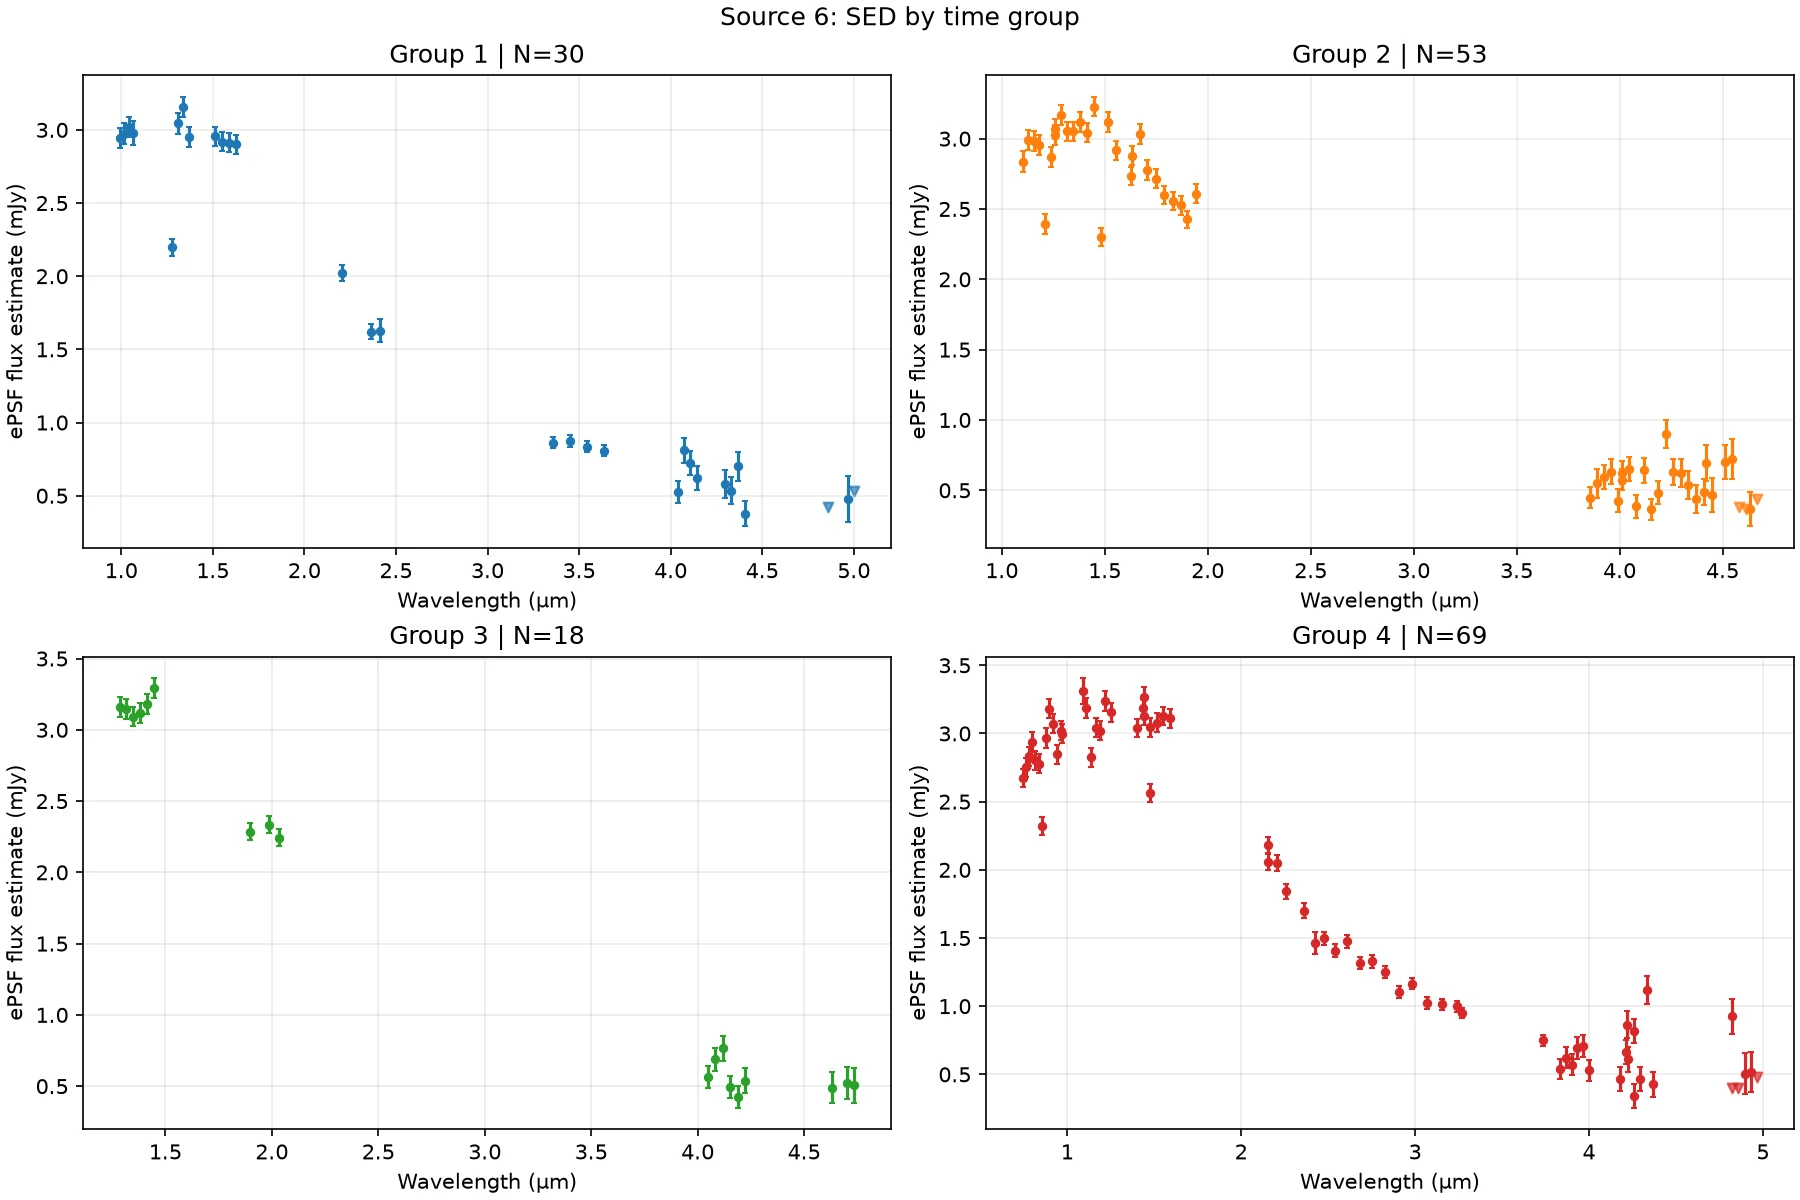 Source 6: SED by time group
Group 1 | N=30
ePSF flux estimate (mJy)
3.0
2.5
2.0
1.5
1.0
0.5
1.0 1.5 2.0 2.5 3.0 3.5 4.0 4.5 5.0
Wavelength (µm)
Group 2 | N=53
ePSF flux estimate (mJy)
3.0
2.5
2.0
1.5
1.0
0.5
1.0 1.5 2.0 2.5 3.0 3.5 4.0 4.5
Wavelength (µm)
Group 3 | N=18
ePSF flux estimate (mJy)
3.5
3.0
2.5
2.0
1.5
1.0
0.5
1.5 2.0 2.5 3.0 3.5 4.0 4.5
Wavelength (µm)
Group 4 | N=69
ePSF flux estimate (mJy)
3.5
3.0
2.5
2.0
1.5
1.0
0.5
1 2 3 4 5
Wavelength (µm)